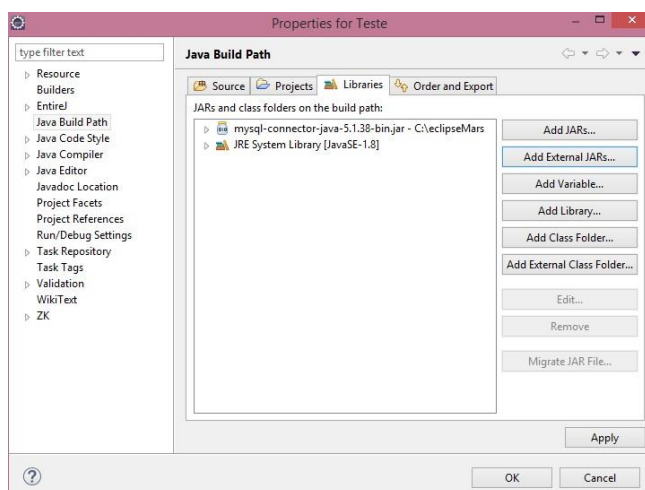 Properties for Teste
type filter text
Resource
Builders
EntireJ
Java Build Path
Java Code Style
Java Compiler
Java Editor
Javadoc Location
Project Facets
Project References
Run/Debug Settings
Task Repository
Task Tags
Validation
WikiText
ZK
Java Build Path
Source Projects Libraries Order and Export
JARs and class folders on the build path:
mysql-connector-java-5.1.38-bin.jar - C:\eclipseMars
JRE System Library [JavaSE-1.8]
Add JARs...
Add External JARs...
Add Variable...
Add Library...
Add Class Folder...
Add External Class Folder...
Edit...
Remove
Migrate JAR File...
Apply
OK Cancel